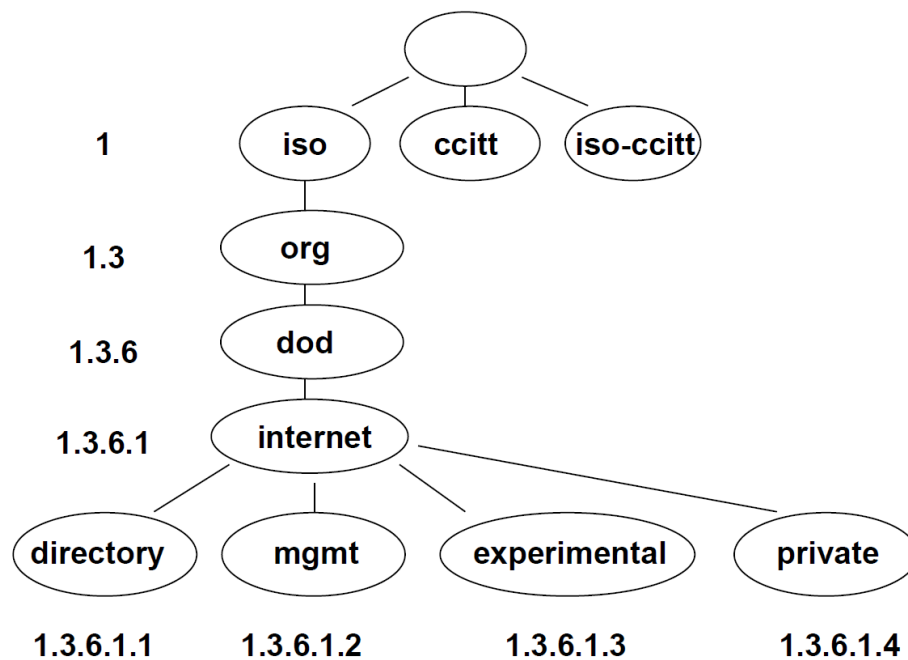 1 iso ccitt iso-ccitt
1.3 org
1.3.6 dod
1.3.6.1 internet
directory mgmt experimental private
1.3.6.1.1 1.3.6.1.2 1.3.6.1.3 1.3.6.1.4